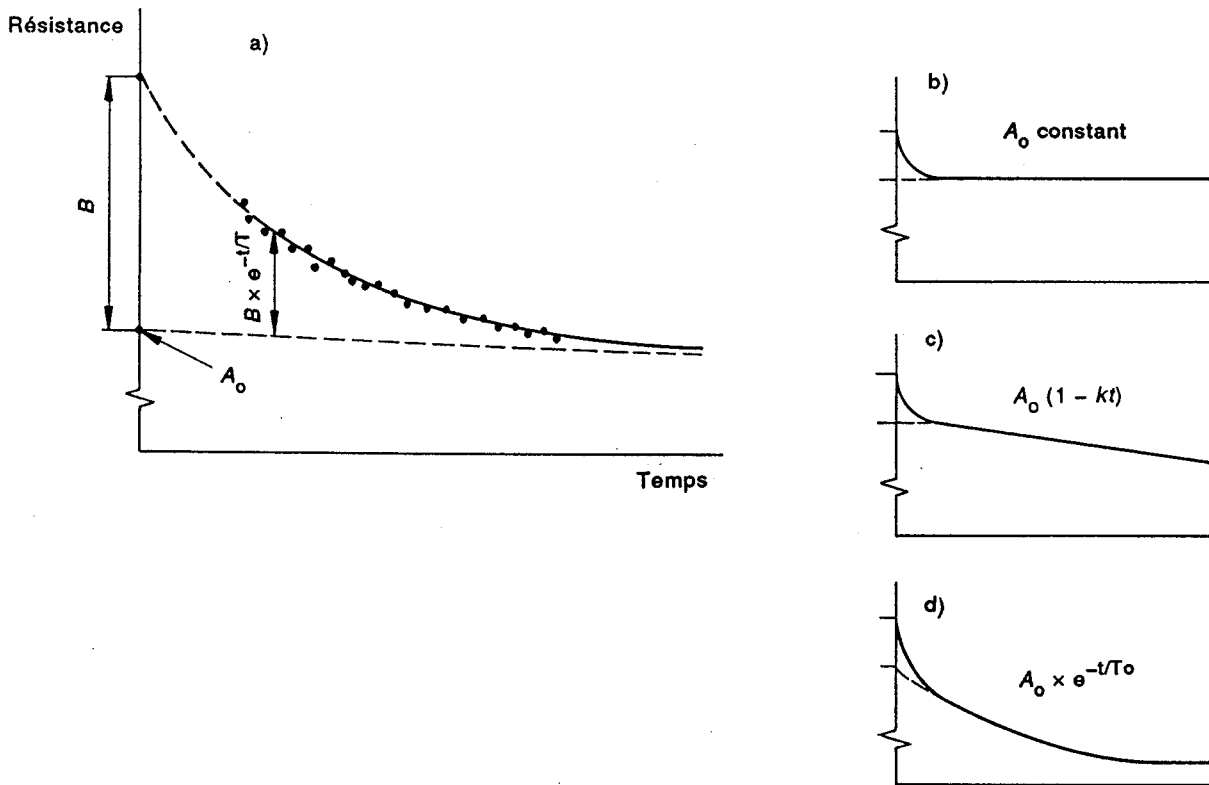 Résistance
a)
B
B × e^–t/T
A₀
Temps
b)
A₀ constant
c)
A₀ (1 – kt)
d)
A₀ × e^–t/To